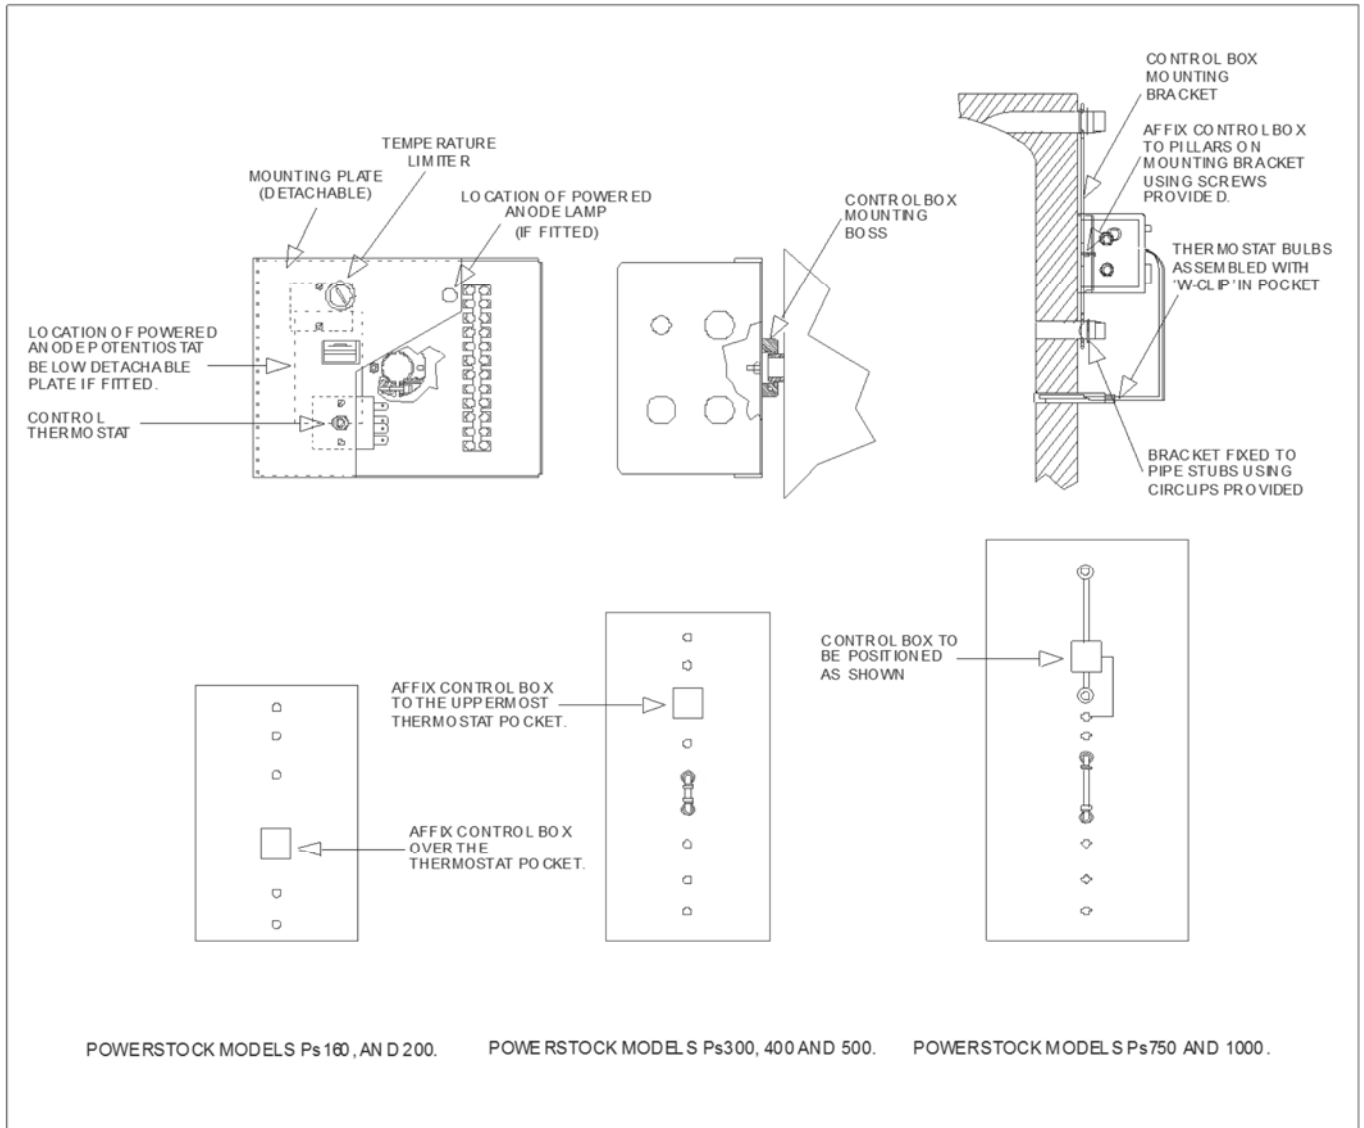 TEMPERATURE
LIMITER
MOUNTING PLATE
(DETACHABLE)
LOCATION OF POWERED
ANODE LAMP
(IF FITTED)
LOCATION OF POWERED
ANODE POTENTIOSTAT
BELOW DETACHABLE
PLATE IF FITTED.
CONTROL
THERMOSTAT
CONTROL BOX
MOUNTING
BOSS
CONTROL BOX
MOUNTING
BRACKET
AFFIX CONTROL BOX
TO PILLARS ON
MOUNTING BRACKET
USING SCREWS
PROVIDED.
THERMOSTAT BULBS
ASSEMBLED WITH
'W-CLIP' IN POCKET
BRACKET FIXED TO
PIPE STUBS USING
CIRCLIPS PROVIDED
AFFIX CONTROL BOX
OVER THE
THERMOSTAT POCKET.
AFFIX CONTROL BOX
TO THE UPPERMOST
THERMOSTAT POCKET.
CONTROL BOX TO
BE POSITIONED
AS SHOWN
POWERSTOCK MODELS Ps160, AND 200.
POWERSTOCK MODELS Ps300, 400 AND 500.
POWERSTOCK MODELS Ps750 AND 1000.